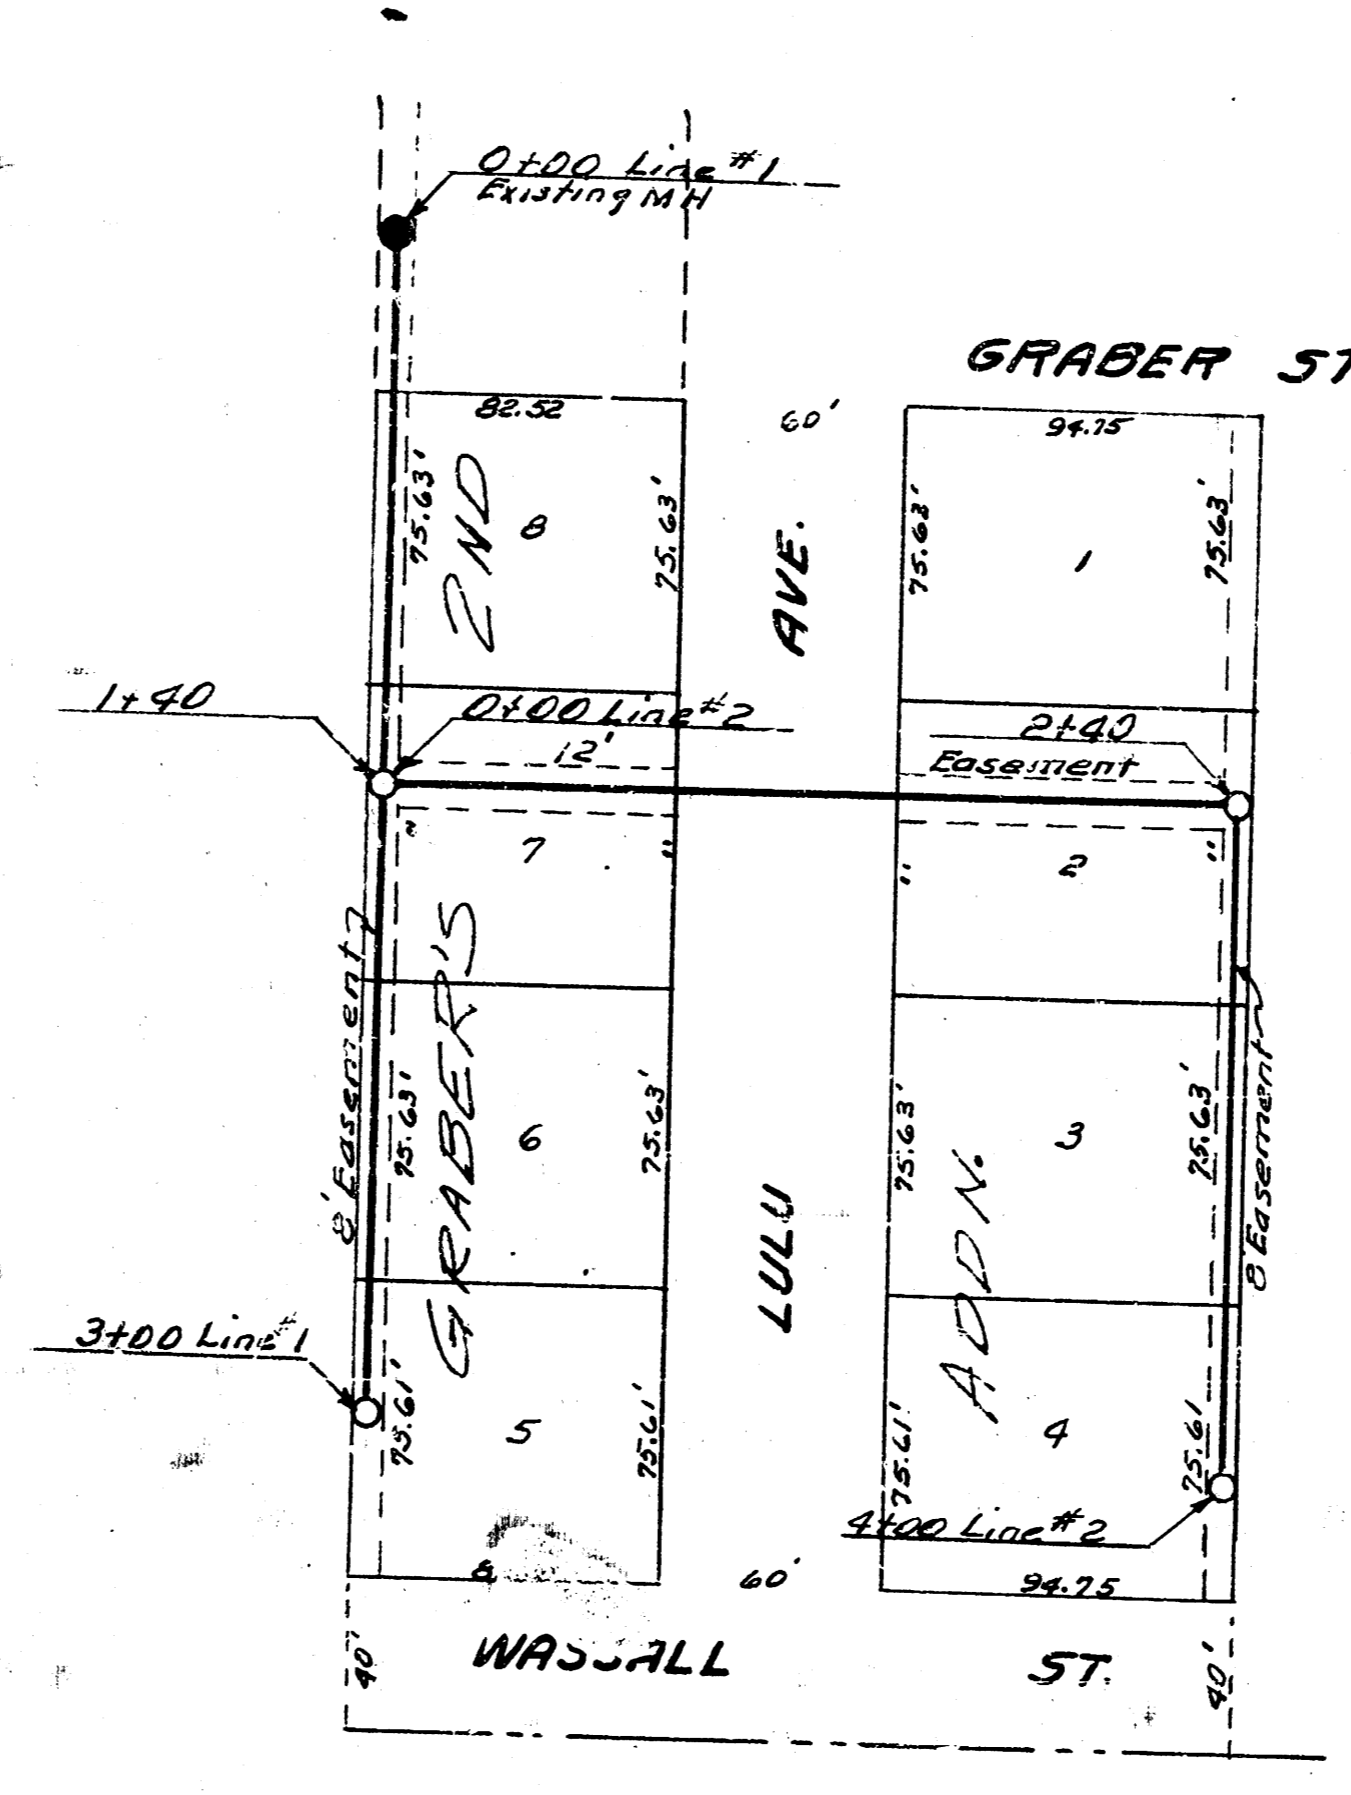 0+00 Line #1
Existing MH
GRABER ST
82.52
60'
94.75
75.63'
2ND
8
75.63'
AVE.
75.63'
1
75.63'
1+40
0+00 Line #2
12'
2+40
Easement
"
7
"
"
2
"
8' Easement
GRABER'S
75.63'
6
75.63'
LULU
75.63'
3
ADDN.
75.63'
8' Easement
3+00 Line #1
75.61'
5
75.61'
75.61'
4
75.61
4+00 Line #2
8
60'
94.75
40'
WASSALL ST.
40'